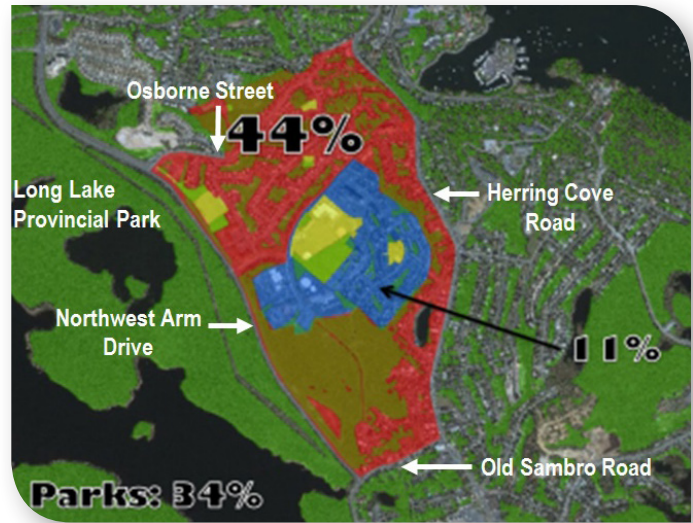 Osborne Street
44%
Long Lake
Provincial Park
Herring Cove
Road
Northwest Arm
Drive
11%
Old Sambro Road
Parks: 34%